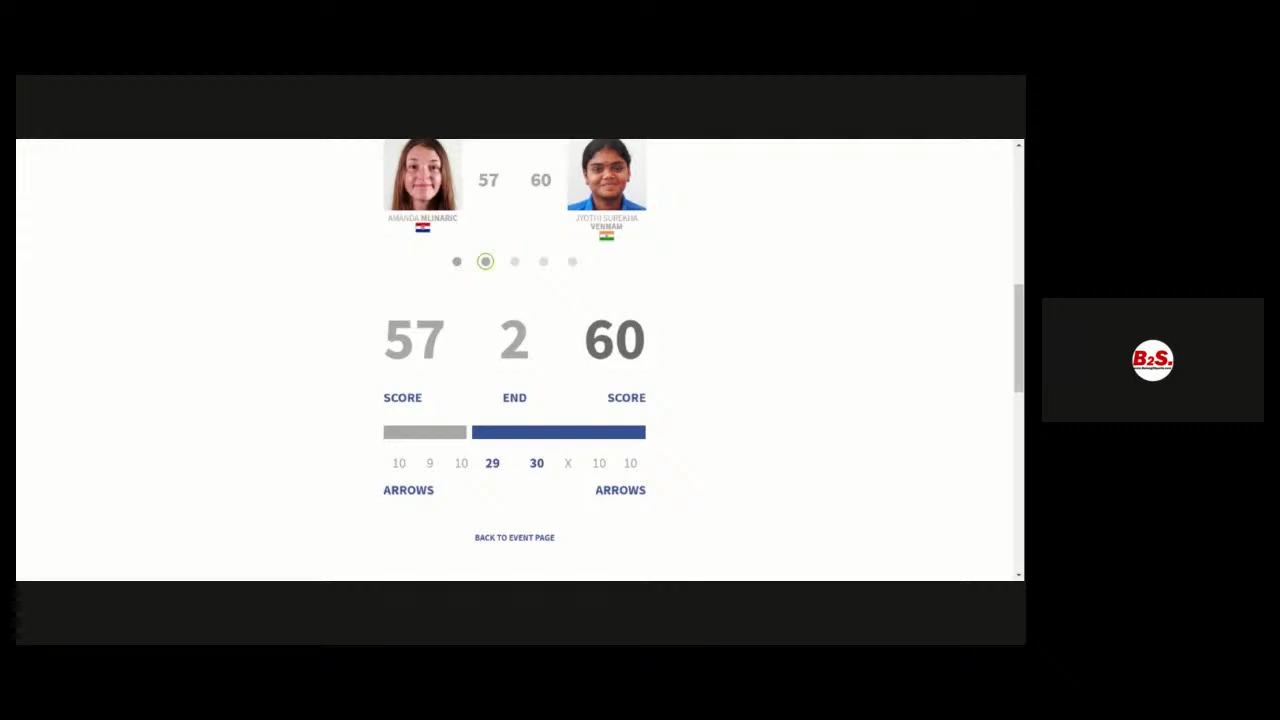 57 60
AMANDA MLINARIC
JYOTHI SUREKHA
VENNAM
57 2 60
SCORE END SCORE
10 9 10 29 30 X 10 10
ARROWS ARROWS
BACK TO EVENT PAGE
B2S.